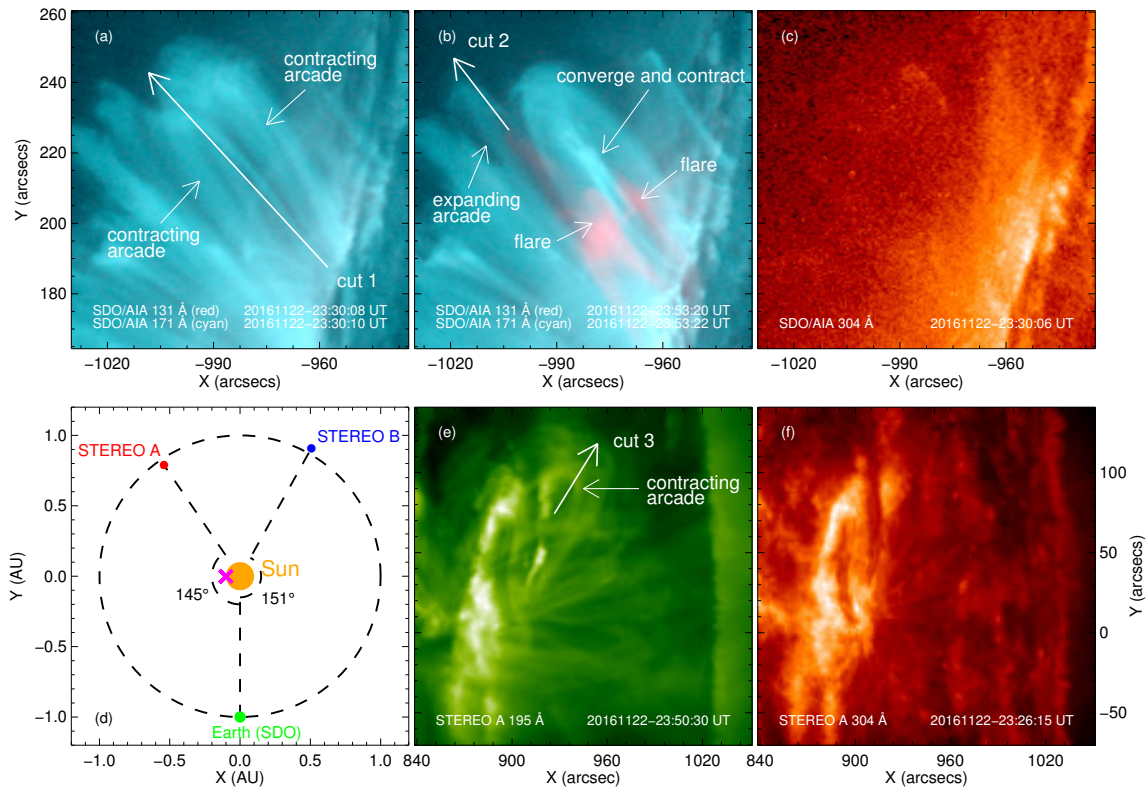 260
240
220
200
180
Y (arcsecs)
(a)
contracting
arcade
contracting
arcade
cut 1
SDO/AIA 131 Å (red) 20161122−23:30:08 UT
SDO/AIA 171 Å (cyan) 20161122−23:30:10 UT
−1020 −990 −960
X (arcsecs)
(b)
cut 2
converge and contract
flare
expanding
arcade
flare
SDO/AIA 131 Å (red) 20161122−23:53:20 UT
SDO/AIA 171 Å (cyan) 20161122−23:53:22 UT
−1020 −990 −960
X (arcsecs)
(c)
SDO/AIA 304 Å 20161122−23:30:06 UT
−1020 −990 −960
X (arcsec)
1.0
0.5
0.0
−0.5
−1.0
Y (AU)
STEREO A
STEREO B
Sun
145°
151°
(d)
Earth (SDO)
−1.0 −0.5 0.0 0.5 1.0
X (AU)
(e)
cut 3
contracting
arcade
STEREO A 195 Å 20161122−23:50:30 UT
840 900 960 1020
X (arcsec)
(f)
STEREO A 304 Å 20161122−23:26:15 UT
840 900 960 1020
X (arcsecs)
100
50
0
−50
Y (arcsecs)